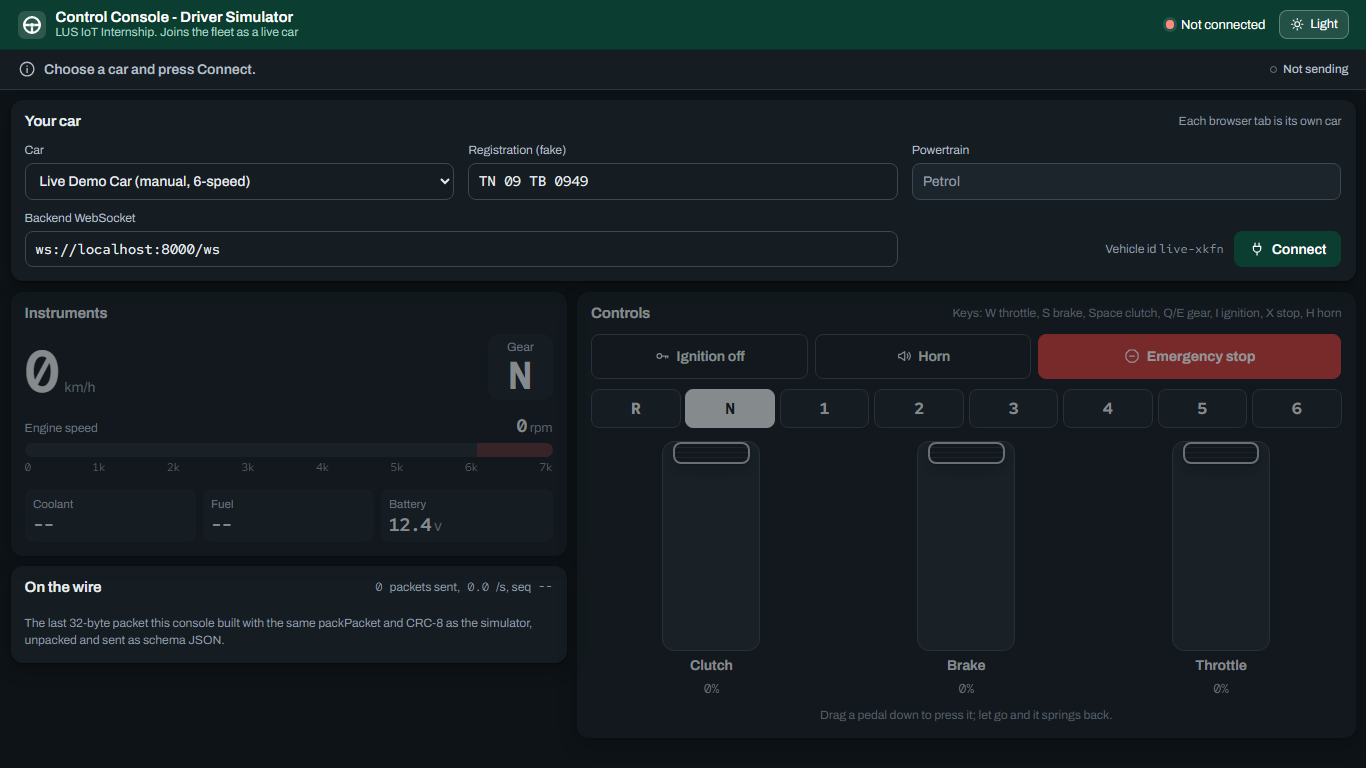 Control Console - Driver Simulator
LUS IoT Internship. Joins the fleet as a live car
Not connected
Light
Choose a car and press Connect.
Not sending
Your car
Each browser tab is its own car
Car
Registration (fake)
Powertrain
Live Demo Car (manual, 6-speed)
TN 09 TB 0949
Petrol
Backend WebSocket
ws://localhost:8000/ws
Vehicle id live-xkfn
Connect
Instruments
0 km/h
Gear
N
Engine speed
0 rpm
0 1k 2k 3k 4k 5k 6k 7k
Coolant
--
Fuel
--
Battery
12.4 V
On the wire
0 packets sent, 0.0 /s, seq --
The last 32-byte packet this console built with the same packPacket and CRC-8 as the simulator,
unpacked and sent as schema JSON.
Controls
Keys: W throttle, S brake, Space clutch, Q/E gear, I ignition, X stop, H horn
Ignition off
Horn
Emergency stop
R N 1 2 3 4 5 6
Clutch
0%
Brake
0%
Throttle
0%
Drag a pedal down to press it; let go and it springs back.